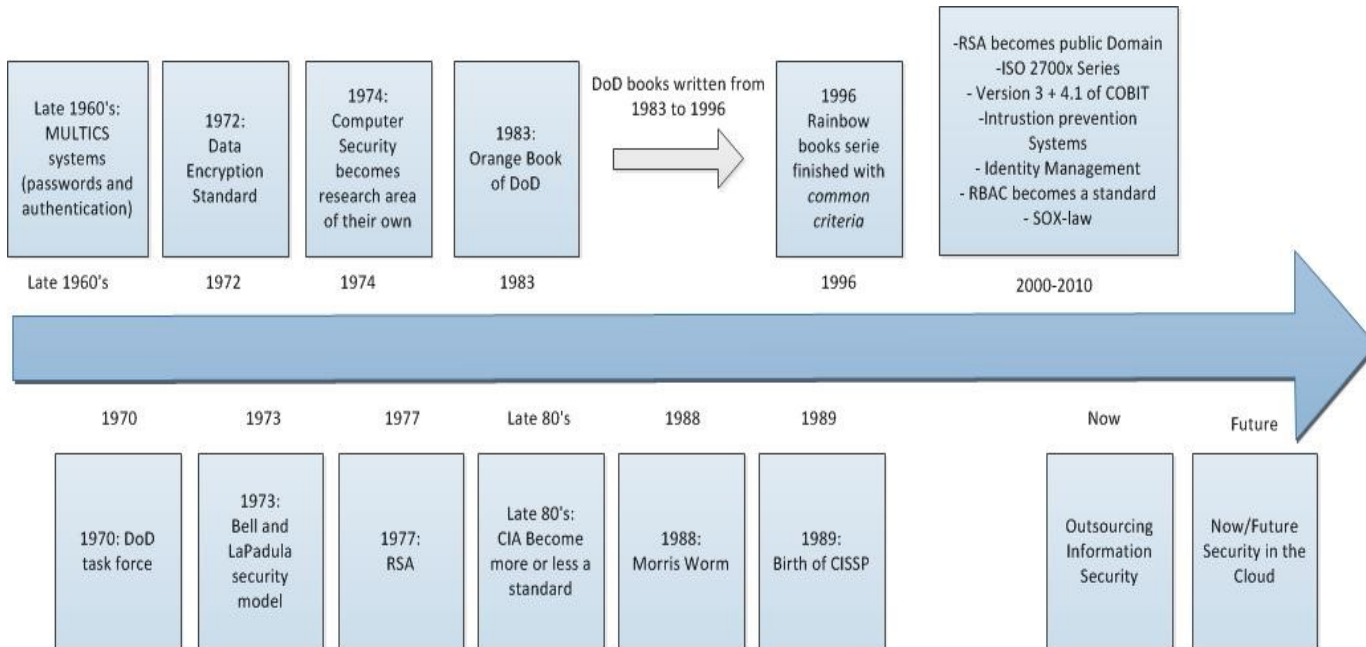 Late 1960's:
MULTICS
systems
(passwords and
authentication)
1972:
Data
Encryption
Standard
1974:
Computer
Security
becomes
research area
of their own
1983:
Orange Book
of DoD
DoD books written from
1983 to 1996
1996
Rainbow
books serie
finished with
common
criteria
-RSA becomes public Domain
-ISO 2700x Series
- Version 3 + 4.1 of COBIT
-Intrustion prevention
Systems
- Identity Management
- RBAC becomes a standard
- SOX-law
Late 1960's
1972
1974
1983
1996
2000-2010
1970
1973
1977
Late 80's
1988
1989
Now
Future
1970: DoD
task force
1973:
Bell and
LaPadula
security
model
1977:
RSA
Late 80's:
CIA Become
more or less a
standard
1988:
Morris Worm
1989:
Birth of CISSP
Outsourcing
Information
Security
Now/Future
Security in the
Cloud